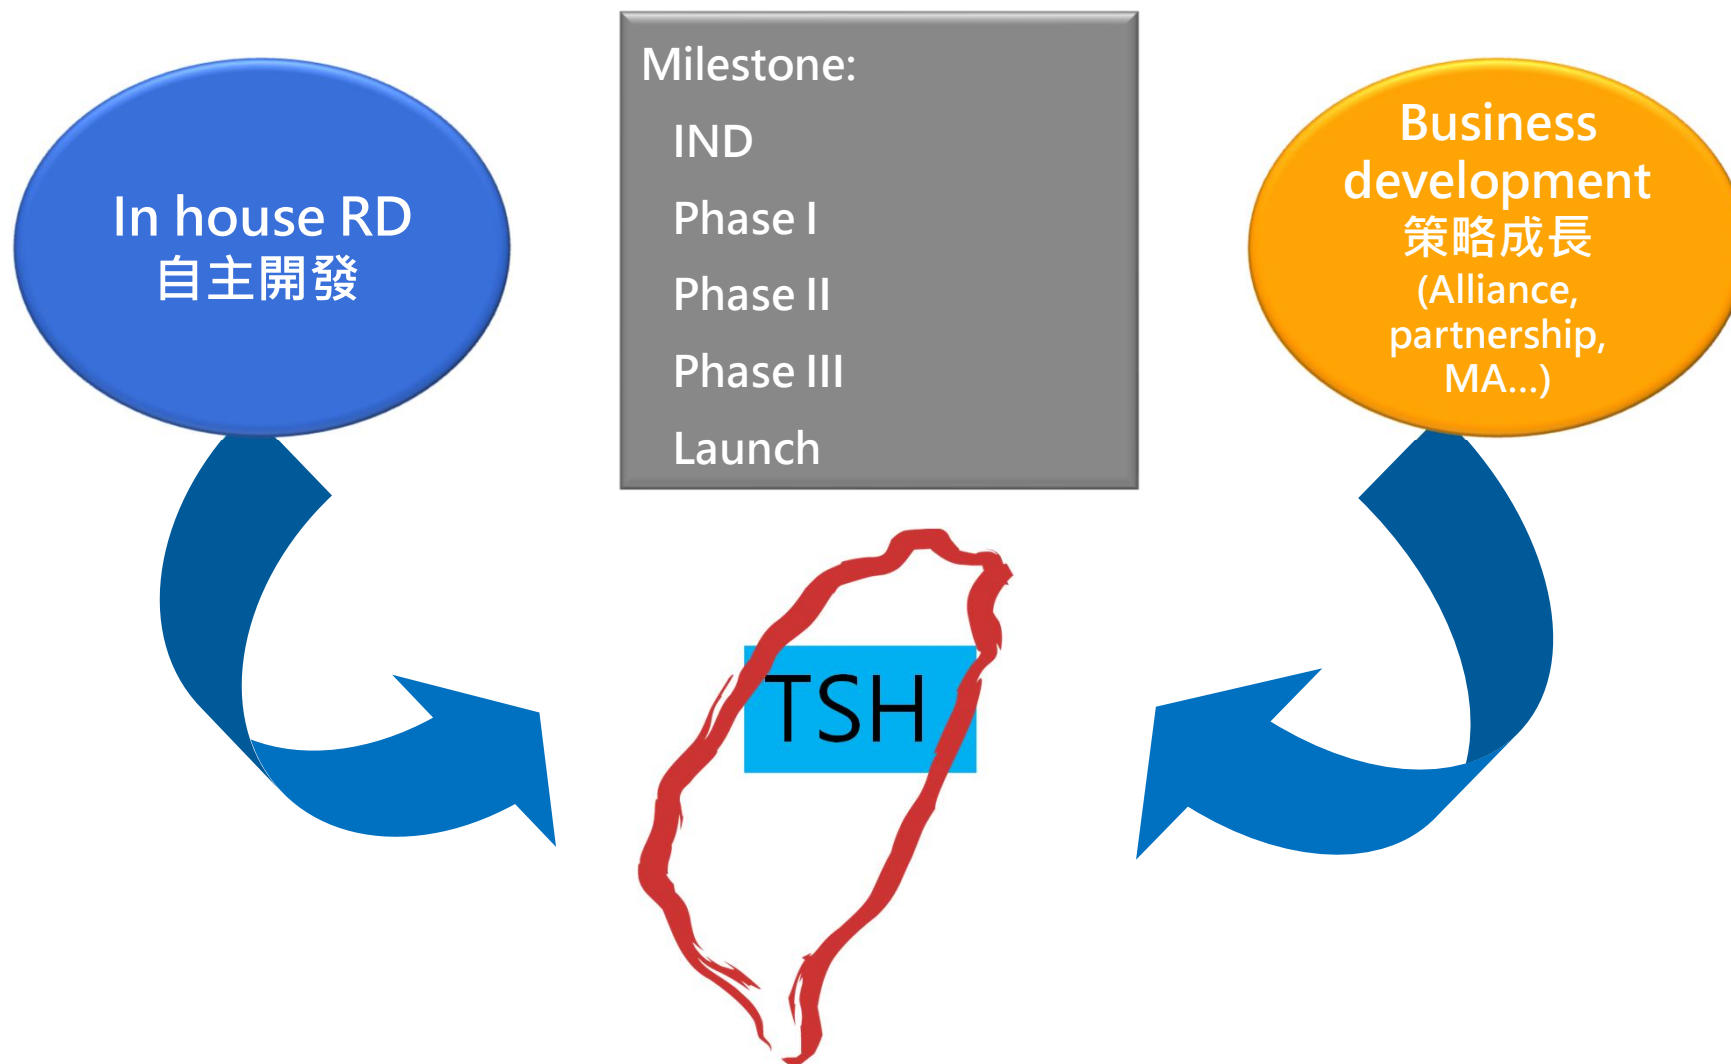 In house RD
自主開發
Milestone:
IND
Phase I
Phase II
Phase III
Launch
Business
development
策略成長
(Alliance,
partnership,
MA...)
TSH